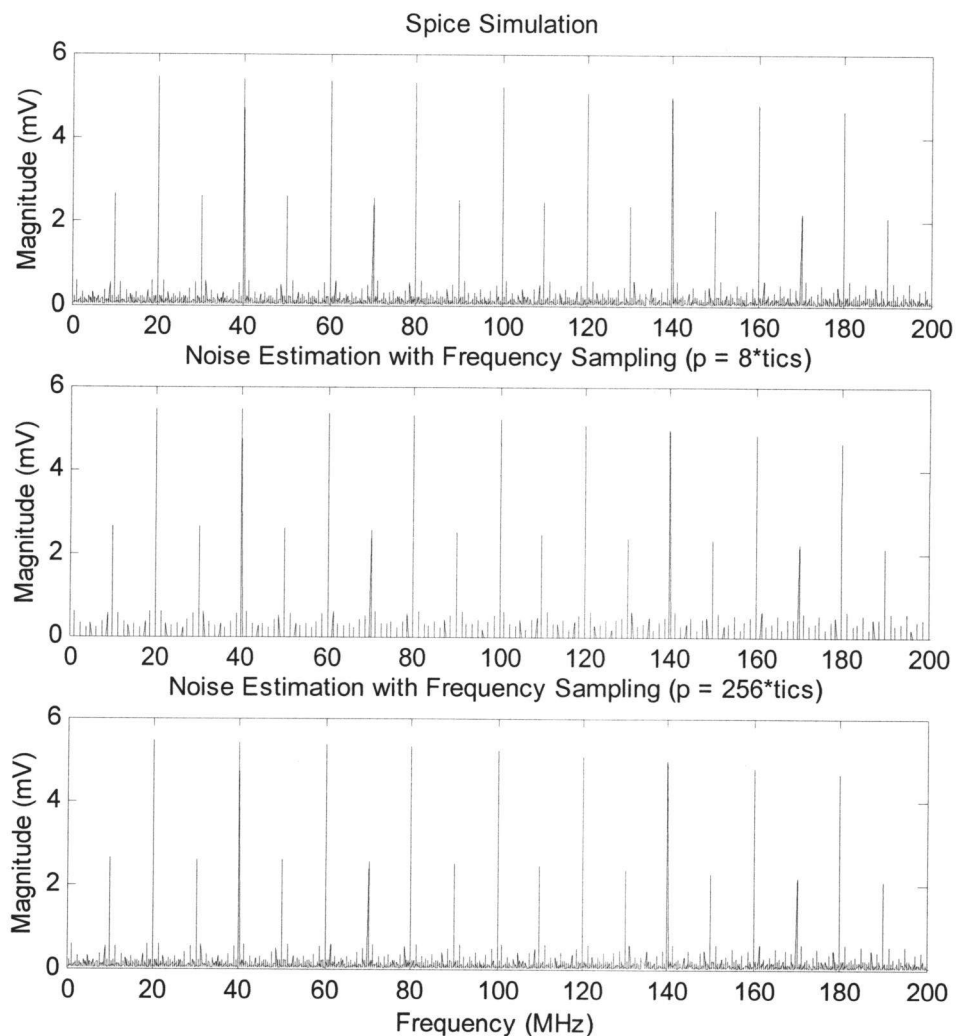 Spice Simulation
6
4
2
0
Magnitude (mV)
0 20 40 60 80 100 120 140 160 180 200
Noise Estimation with Frequency Sampling (p = 8*tics)
6
4
2
0
Magnitude (mV)
0 20 40 60 80 100 120 140 160 180 200
Noise Estimation with Frequency Sampling (p = 256*tics)
6
4
2
0
Magnitude (mV)
0 20 40 60 80 100 120 140 160 180 200
Frequency (MHz)